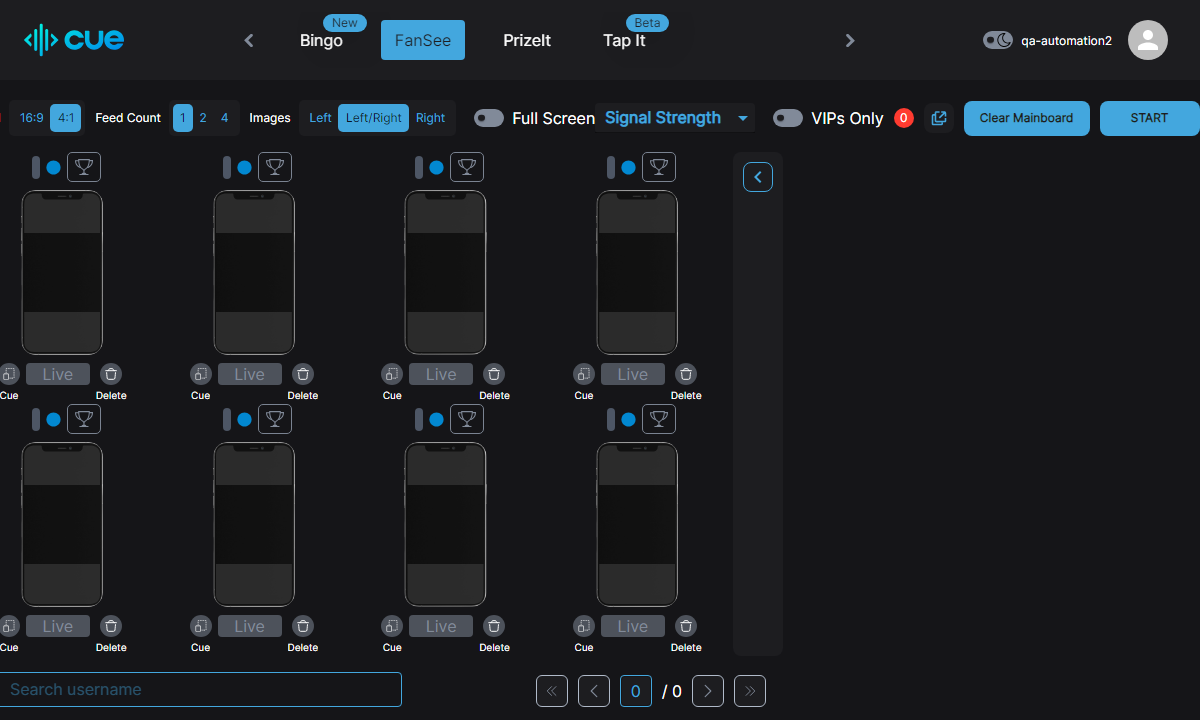 cue
New
Bingo
FanSee
PrizeIt
Beta
Tap It
qa-automation2
16:9
4:1
Feed Count
1
2
4
Images
Left
Left/Right
Right
Full Screen
Signal Strength
VIPs Only
0
Clear Mainboard
START
Live
Live
Live
Live
Cue
Delete
Cue
Delete
Cue
Delete
Cue
Delete
Live
Live
Live
Live
Cue
Delete
Cue
Delete
Cue
Delete
Cue
Delete
Search username
0
/ 0